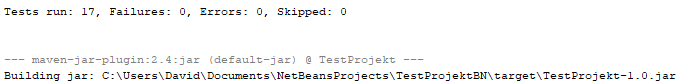 Tests run: 17, Failures: 0, Errors: 0, Skipped: 0
--- maven-jar-plugin:2.4:jar (default-jar) @ TestProjekt ---
Building jar: C:\Users\David\Documents\NetBeansProjects\TestProjektBN\target\TestProjekt-1.0.jar